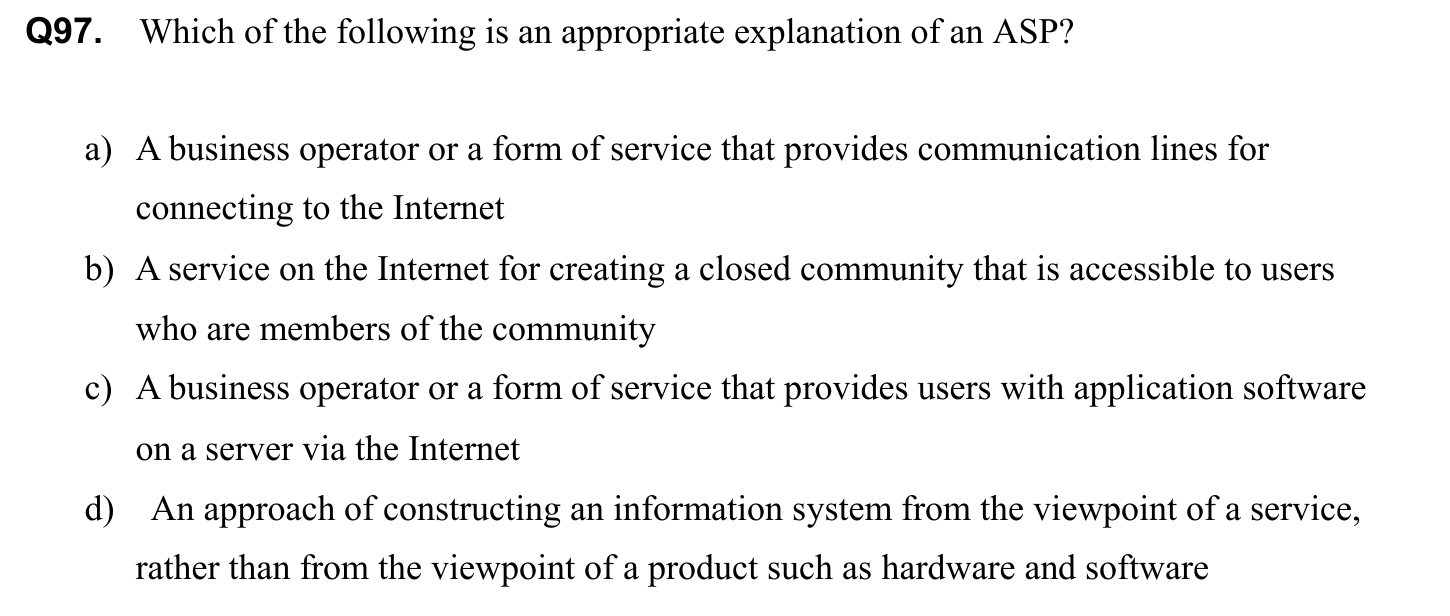 Q97. Which of the following is an appropriate explanation of an ASP?
a) A business operator or a form of service that provides communication lines for
connecting to the Internet
b) A service on the Internet for creating a closed community that is accessible to users
who are members of the community
c) A business operator or a form of service that provides users with application software
on a server via the Internet
d) An approach of constructing an information system from the viewpoint of a service,
rather than from the viewpoint of a product such as hardware and software